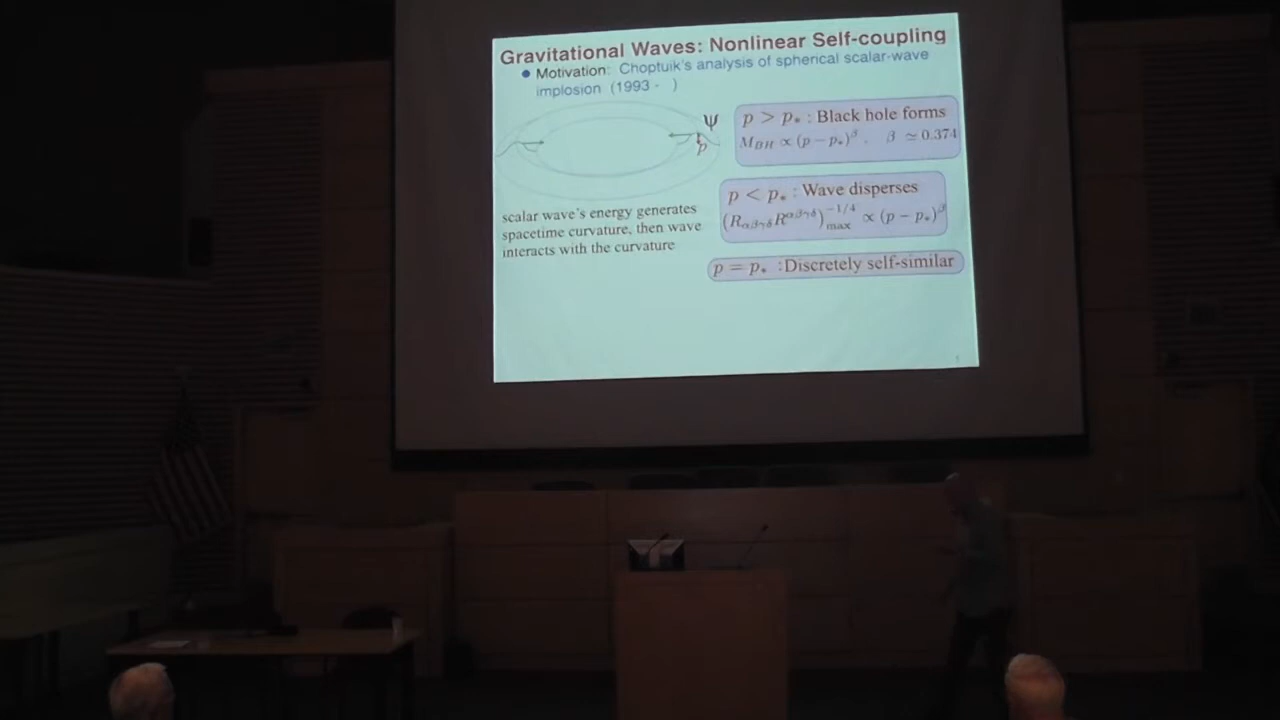 Gravitational Waves: Nonlinear Self-coupling
• Motivation: Choptuik's analysis of spherical scalar-wave
implosion (1993 - )
ψ
p
scalar wave's energy generates
spacetime curvature, then wave
interacts with the curvature
p > p* : Black hole forms
M_BH ∝ (p − p*)^β . β ≃ 0.374
p < p* : Wave disperses
(R_αβγδ R^αβγδ)^−1/4_max ∝ (p − p*)^β
p = p* :Discretely self-similar